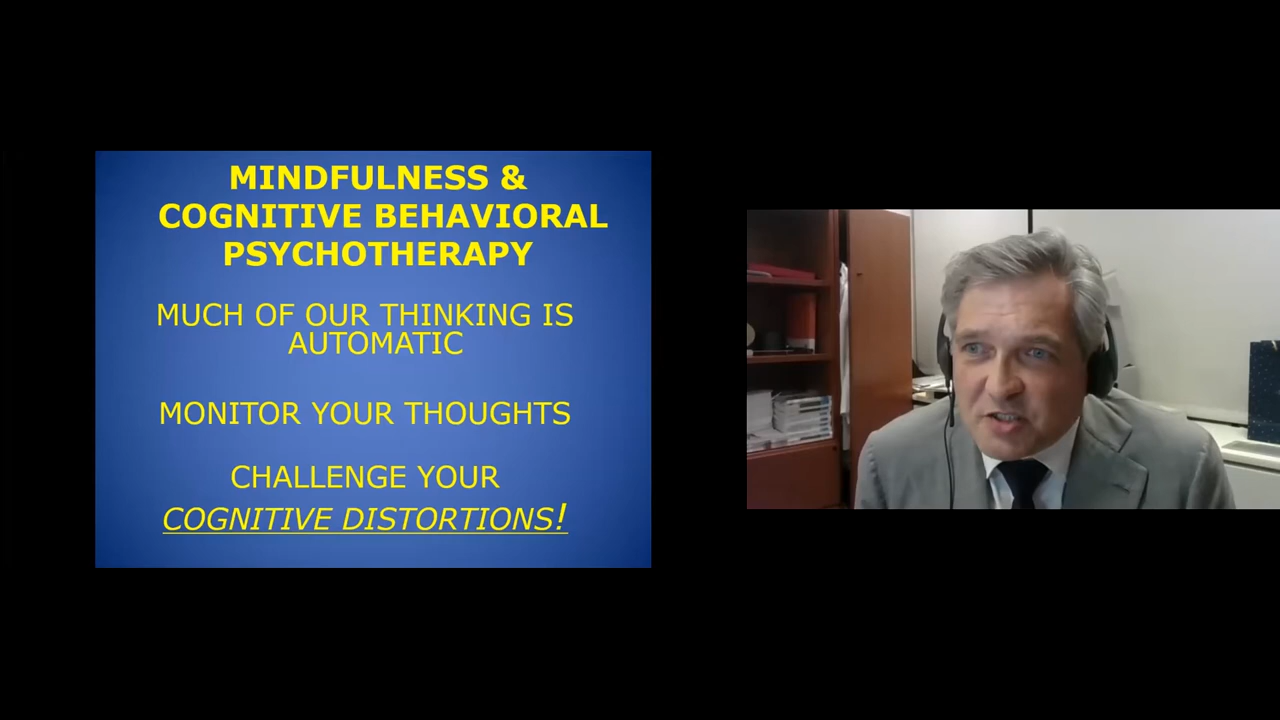 MINDFULNESS &
COGNITIVE BEHAVIORAL
PSYCHOTHERAPY
MUCH OF OUR THINKING IS
AUTOMATIC
MONITOR YOUR THOUGHTS
CHALLENGE YOUR
COGNITIVE DISTORTIONS!